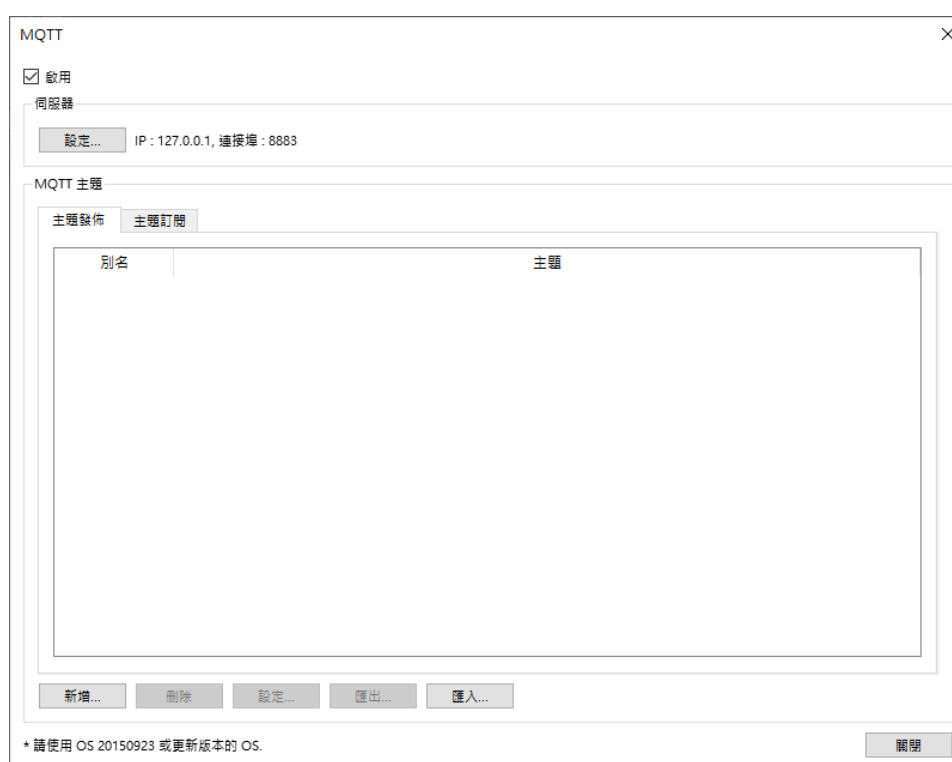 MQTT
啟用
伺服器
設定... IP : 127.0.0.1, 連接埠 : 8883
MQTT 主題
主題發佈 主題訂閱
別名 主題
新增... 刪除 設定... 匯出... 匯入...
* 請使用 OS 20150923 或更新版本的 OS.
關閉